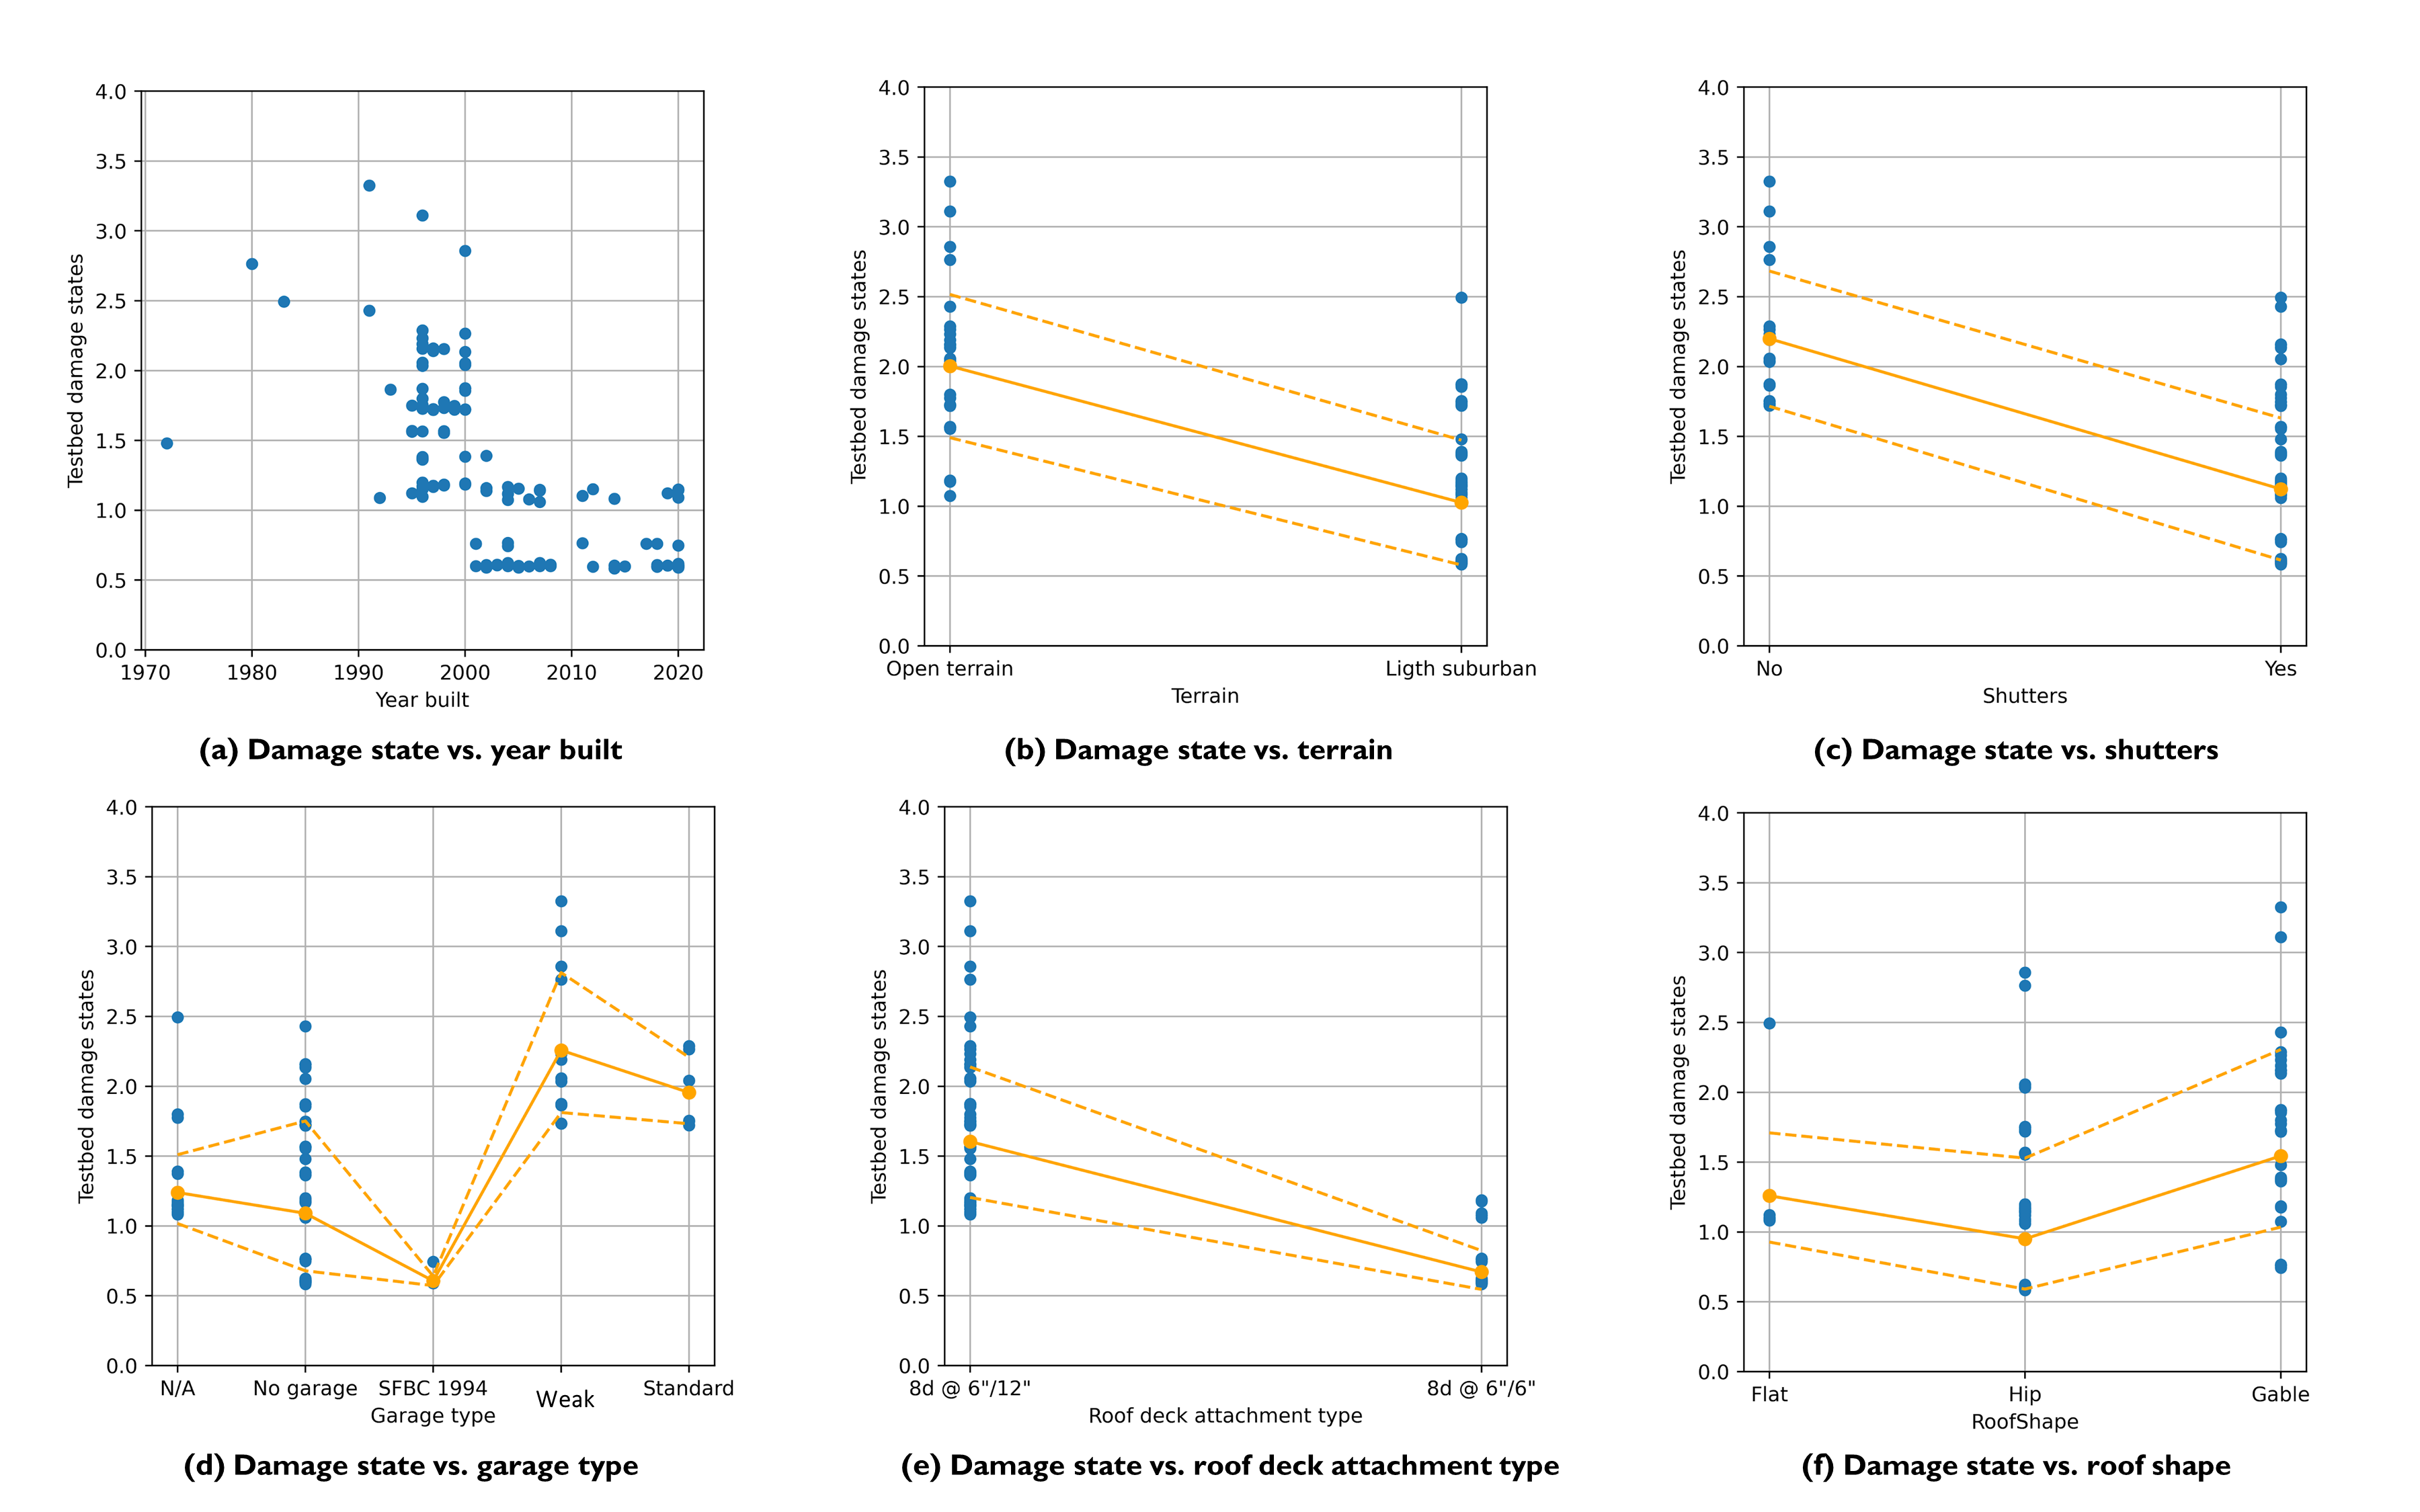 4.0
3.5
3.0
2.5
2.0
1.5
1.0
0.5
0.0
Testbed damage states
1970 1980 1990 2000 2010 2020
Year built
(a) Damage state vs. year built
4.0
3.5
3.0
2.5
2.0
1.5
1.0
0.5
0.0
Testbed damage states
Open terrain Ligth suburban
Terrain
(b) Damage state vs. terrain
4.0
3.5
3.0
2.5
2.0
1.5
1.0
0.5
0.0
Testbed damage states
No Yes
Shutters
(c) Damage state vs. shutters
4.0
3.5
3.0
2.5
2.0
1.5
1.0
0.5
0.0
Testbed damage states
N/A No garage SFBC 1994 Weak Standard
Garage type
(d) Damage state vs. garage type
4.0
3.5
3.0
2.5
2.0
1.5
1.0
0.5
0.0
Testbed damage states
8d @ 6"/12" 8d @ 6"/6"
Roof deck attachment type
(e) Damage state vs. roof deck attachment type
4.0
3.5
3.0
2.5
2.0
1.5
1.0
0.5
0.0
Testbed damage states
Flat Hip Gable
RoofShape
(f) Damage state vs. roof shape